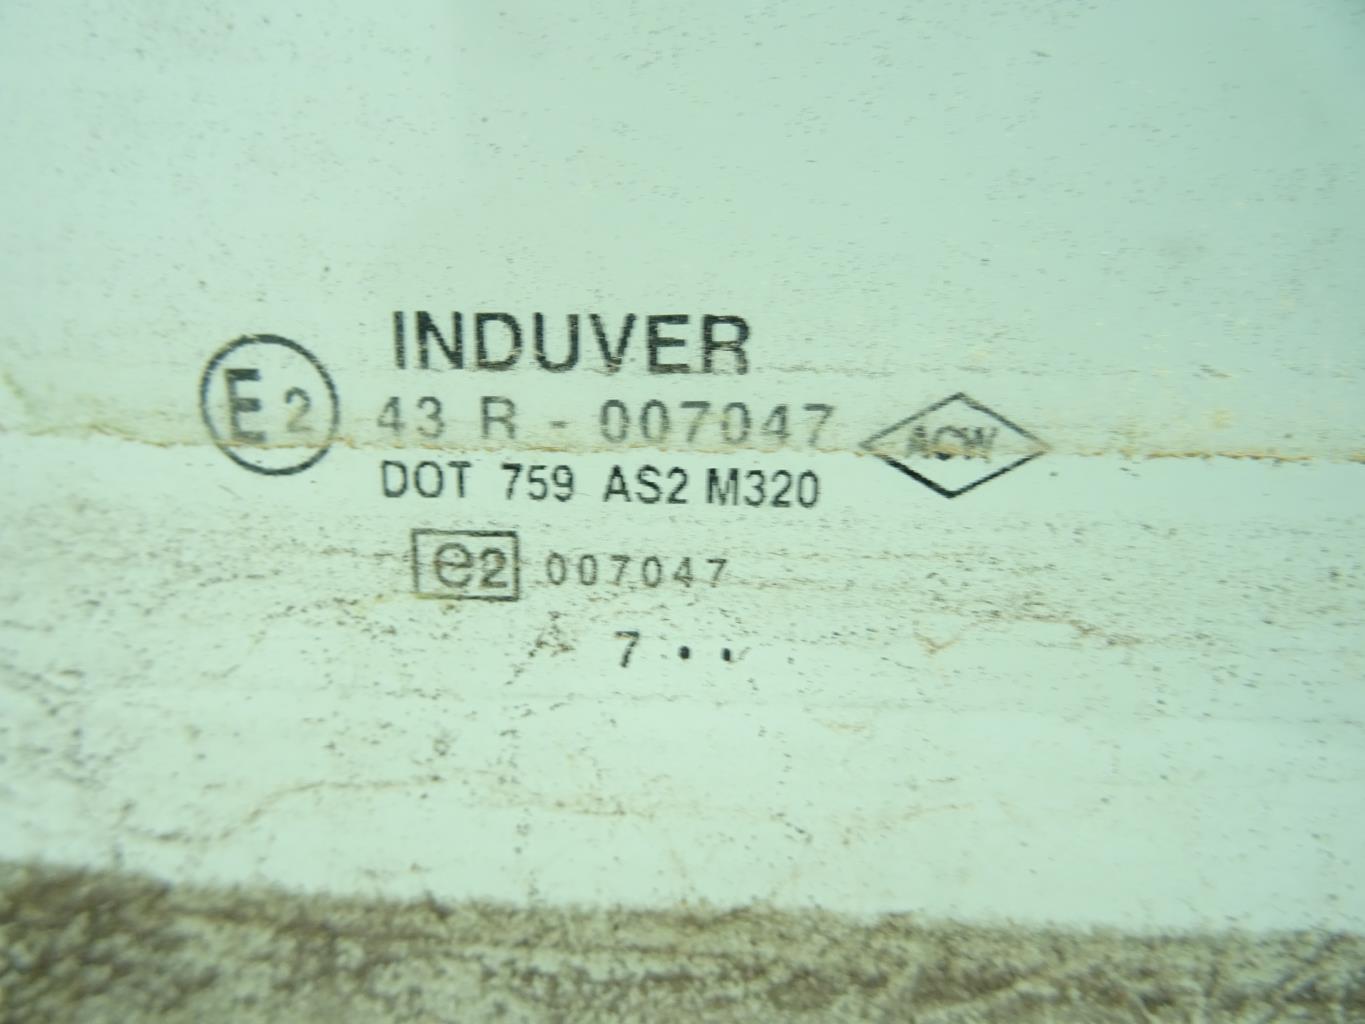 INDUVER
E2 43 R - 007047 ACW
DOT 759 AS2 M320
e2 007047
7 . .